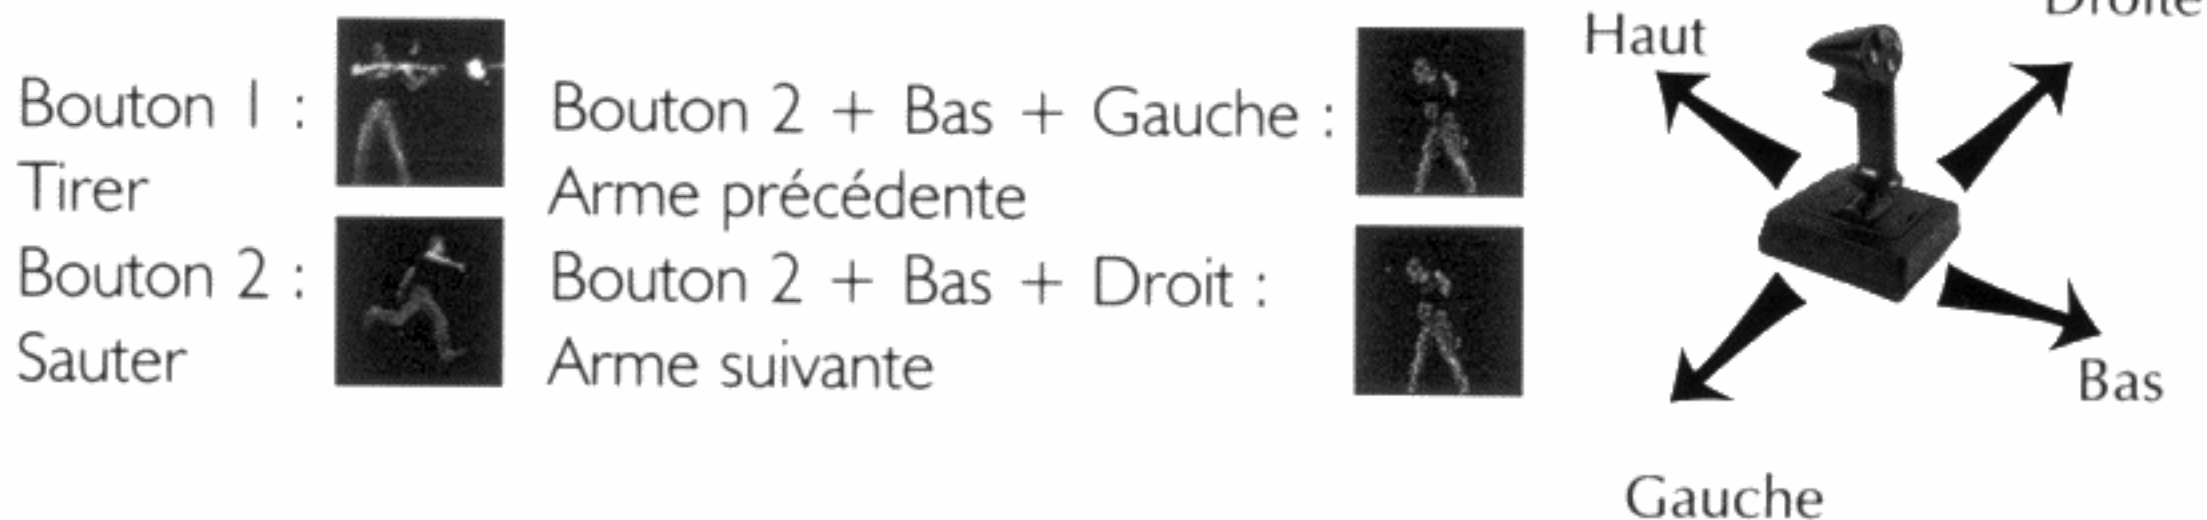 Bouton 1 :
Tirer
Bouton 2 :
Sauter
Bouton 2 + Bas + Gauche :
Arme précédente
Bouton 2 + Bas + Droit :
Arme suivante
Haut
Droite
Bas
Gauche